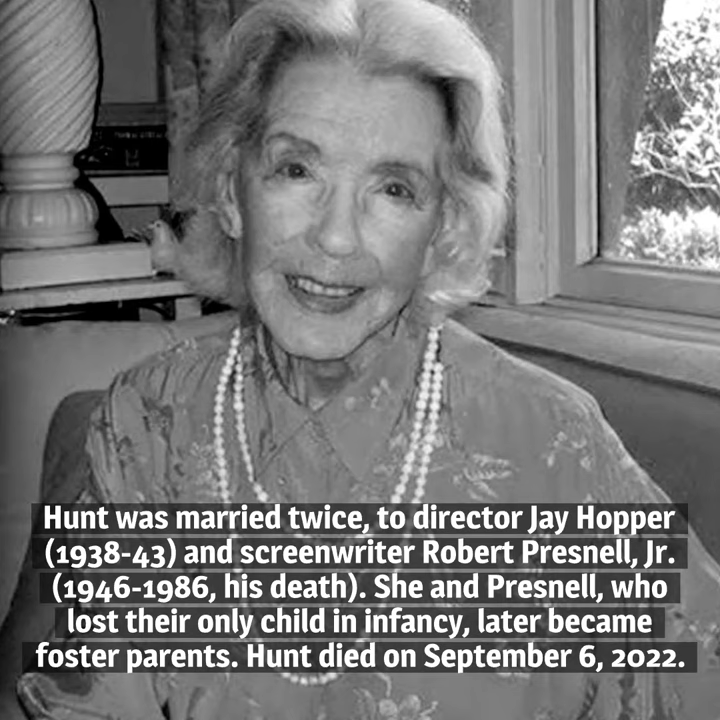 Hunt was married twice, to director Jay Hopper
(1938-43) and screenwriter Robert Presnell, Jr.
(1946-1986, his death). She and Presnell, who
lost their only child in infancy, later became
foster parents. Hunt died on September 6, 2022.